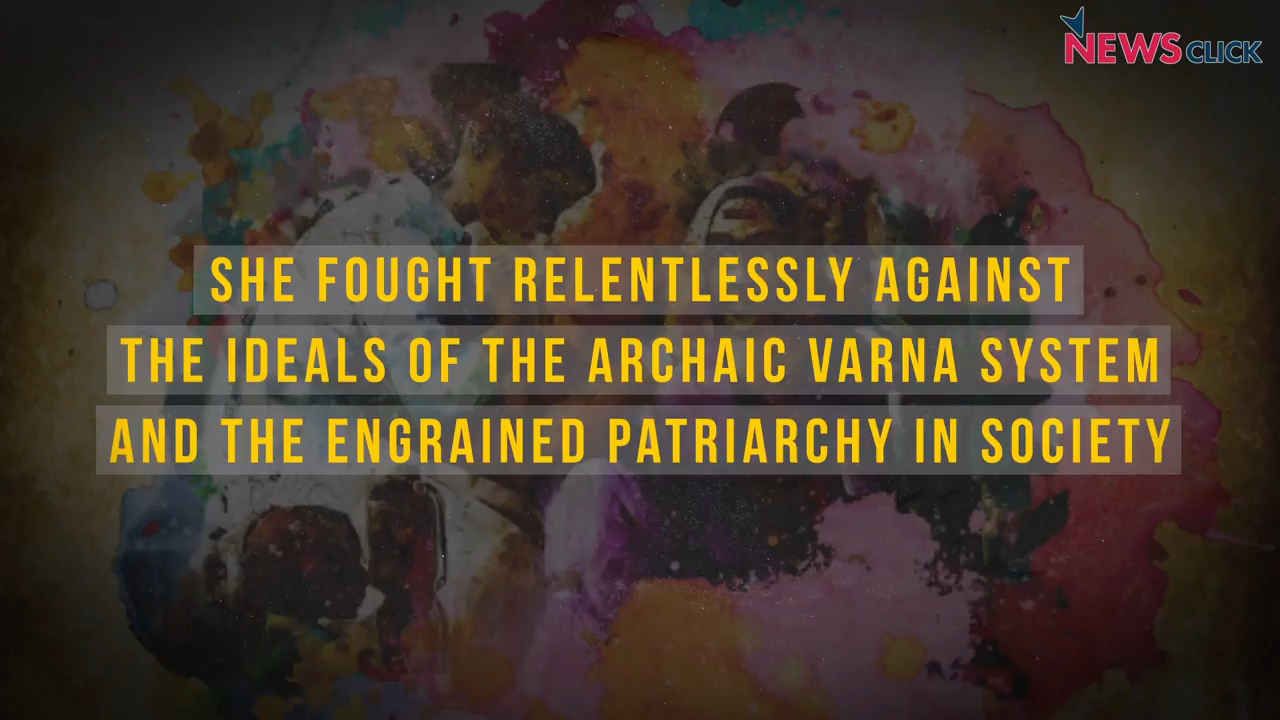 NEWSCLICK
SHE FOUGHT RELENTLESSLY AGAINST
THE IDEALS OF THE ARCHAIC VARNA SYSTEM
AND THE ENGRAINED PATRIARCHY IN SOCIETY